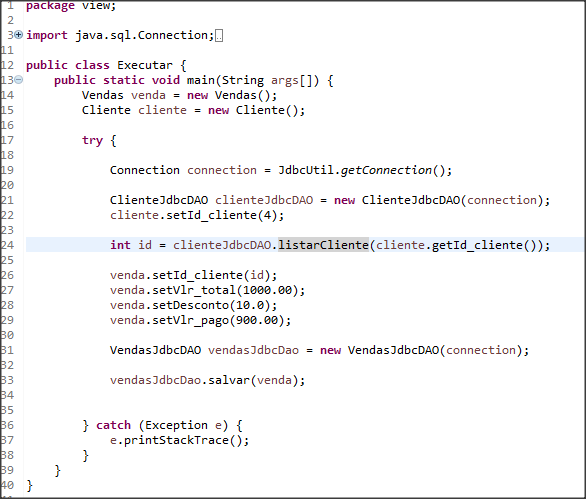 1 package view;
2
3 import java.sql.Connection;
11
12 public class Executar {
13 public static void main(String args[]) {
14 Vendas venda = new Vendas();
15 Cliente cliente = new Cliente();
16
17 try {
18
19 Connection connection = JdbcUtil.getConnection();
20
21 ClienteJdbcDAO clienteJdbcDAO = new ClienteJdbcDAO(connection);
22 cliente.setId_cliente(4);
23
24 int id = clienteJdbcDAO.listarCliente(cliente.getId_cliente());
25
26 venda.setId_cliente(id);
27 venda.setVlr_total(1000.00);
28 venda.setDesconto(10.0);
29 venda.setVlr_pago(900.00);
30
31 VendasJdbcDAO vendasJdbcDao = new VendasJdbcDAO(connection);
32
33 vendasJdbcDao.salvar(venda);
34
35
36 } catch (Exception e) {
37 e.printStackTrace();
38 }
39 }
40 }